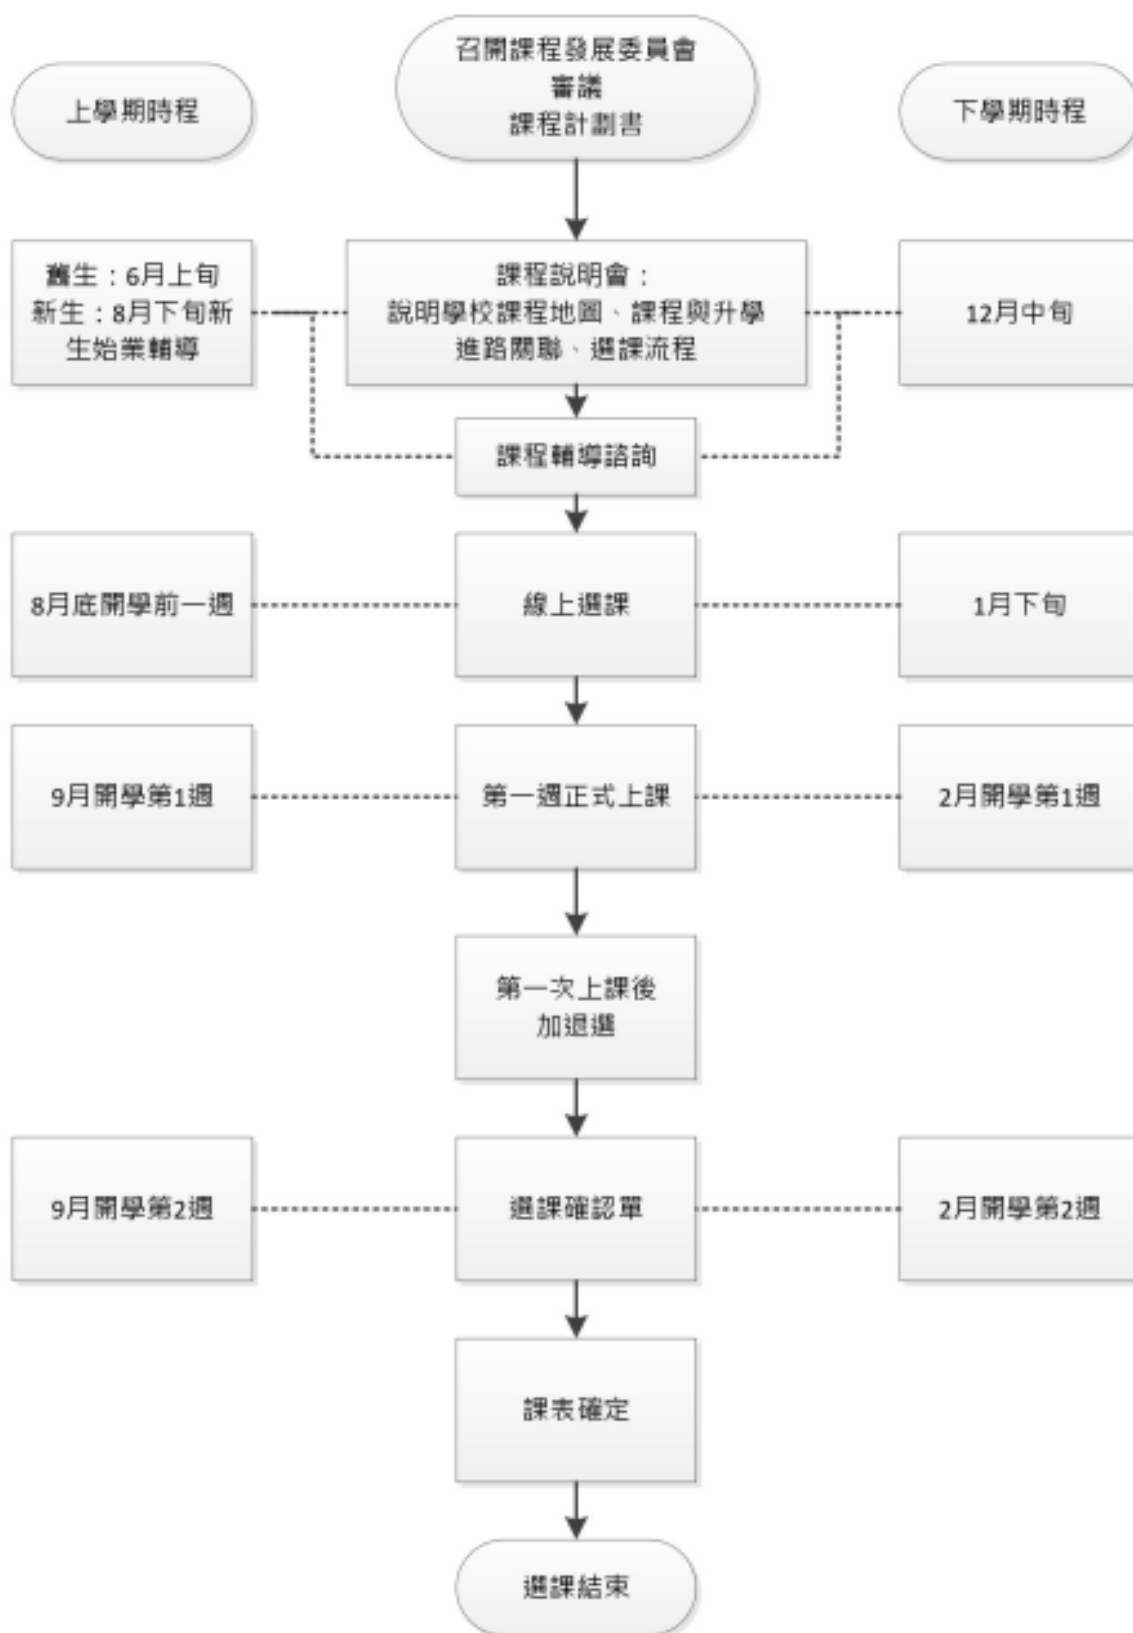 召開課程發展委員會
審議
課程計劃書
上學期時程
下學期時程
舊生：6月上旬
新生：8月下旬新
生始業輔導
課程說明會：
說明學校課程地圖、課程與升學
進路關聯、選課流程
12月中旬
課程輔導諮詢
8月底開學前一週
線上選課
1月下旬
9月開學第1週
第一週正式上課
2月開學第1週
第一次上課後
加退選
9月開學第2週
選課確認單
2月開學第2週
課表確定
選課結束